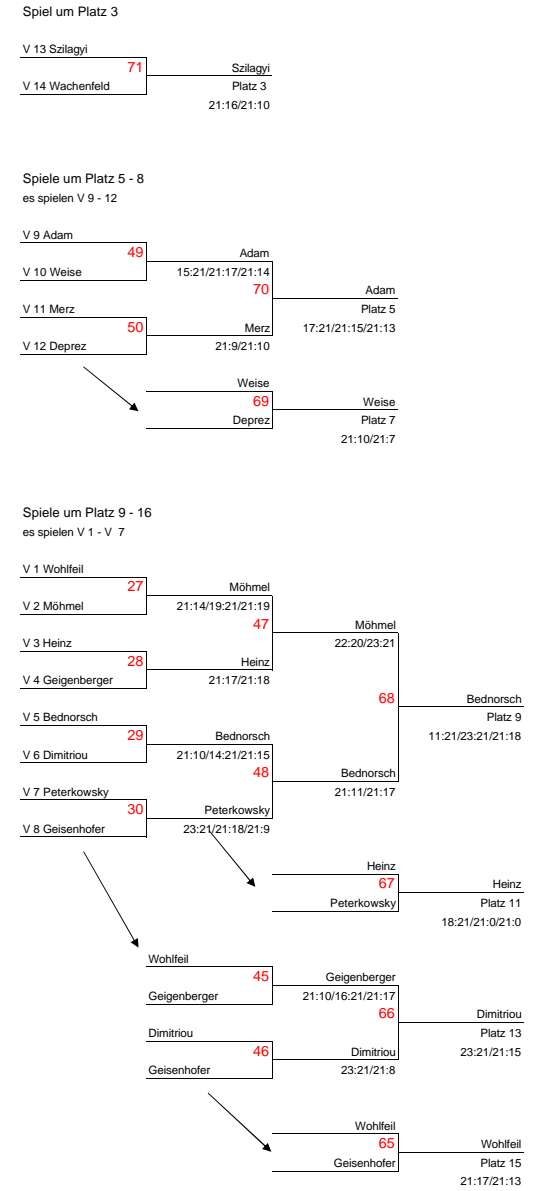 Spiel um Platz 3
V 13 Szilagyi
71
Szilagyi
V 14 Wachenfeld
Platz 3
21:16/21:10
Spiele um Platz 5 - 8
es spielen V 9 - 12
V 9 Adam
49
Adam
V 10 Weise
15:21/21:17/21:14
70
Adam
V 11 Merz
Platz 5
50
Merz
17:21/21:15/21:13
V 12 Deprez
21:9/21:10
Weise
69
Weise
Deprez
Platz 7
21:10/21:7
Spiele um Platz 9 - 16
es spielen V 1 - V 7
V 1 Wohlfeil
27
Möhmel
V 2 Möhmel
21:14/19:21/21:19
47
Möhmel
V 3 Heinz
22:20/23:21
28
Heinz
V 4 Geigenberger
21:17/21:18
68
Bednorsch
V 5 Bednorsch
Platz 9
29
Bednorsch
11:21/23:21/21:18
V 6 Dimitriou
21:10/14:21/21:15
48
Bednorsch
V 7 Peterkowsky
21:11/21:17
30
Peterkowsky
V 8 Geisenhofer
23:21/21:18/21:9
Heinz
67
Heinz
Peterkowsky
Platz 11
18:21/21:0/21:0
Wohlfeil
45
Geigenberger
Geigenberger
21:10/16:21/21:17
66
Dimitriou
Dimitriou
Platz 13
46
Dimitriou
23:21/21:15
Geisenhofer
23:21/21:8
Wohlfeil
65
Wohlfeil
Geisenhofer
Platz 15
21:17/21:13